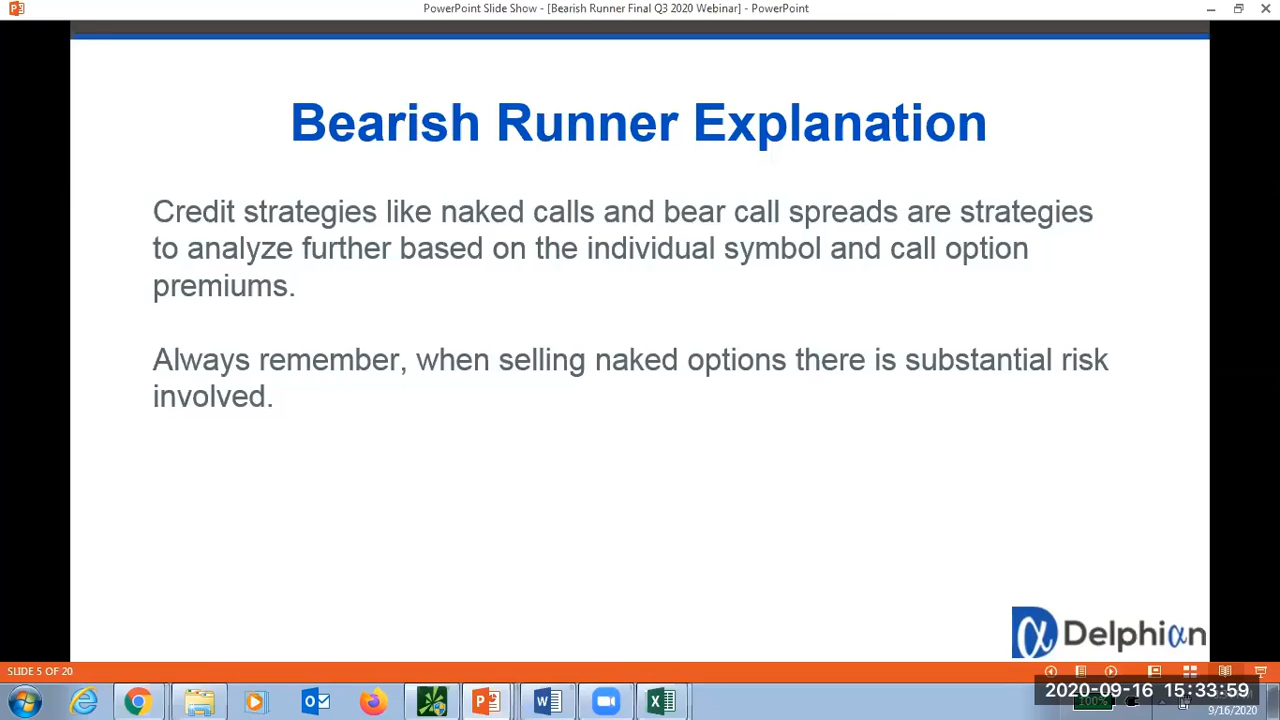 PowerPoint Slide Show - [Bearish Runner Final Q3 2020 Webinar] - PowerPoint
Bearish Runner Explanation
Credit strategies like naked calls and bear call spreads are strategies
to analyze further based on the individual symbol and call option
premiums.
Always remember, when selling naked options there is substantial risk
involved.
Delphiαn
SLIDE 5 OF 20
2020-09-16 15:33:59
100%
9/16/2020